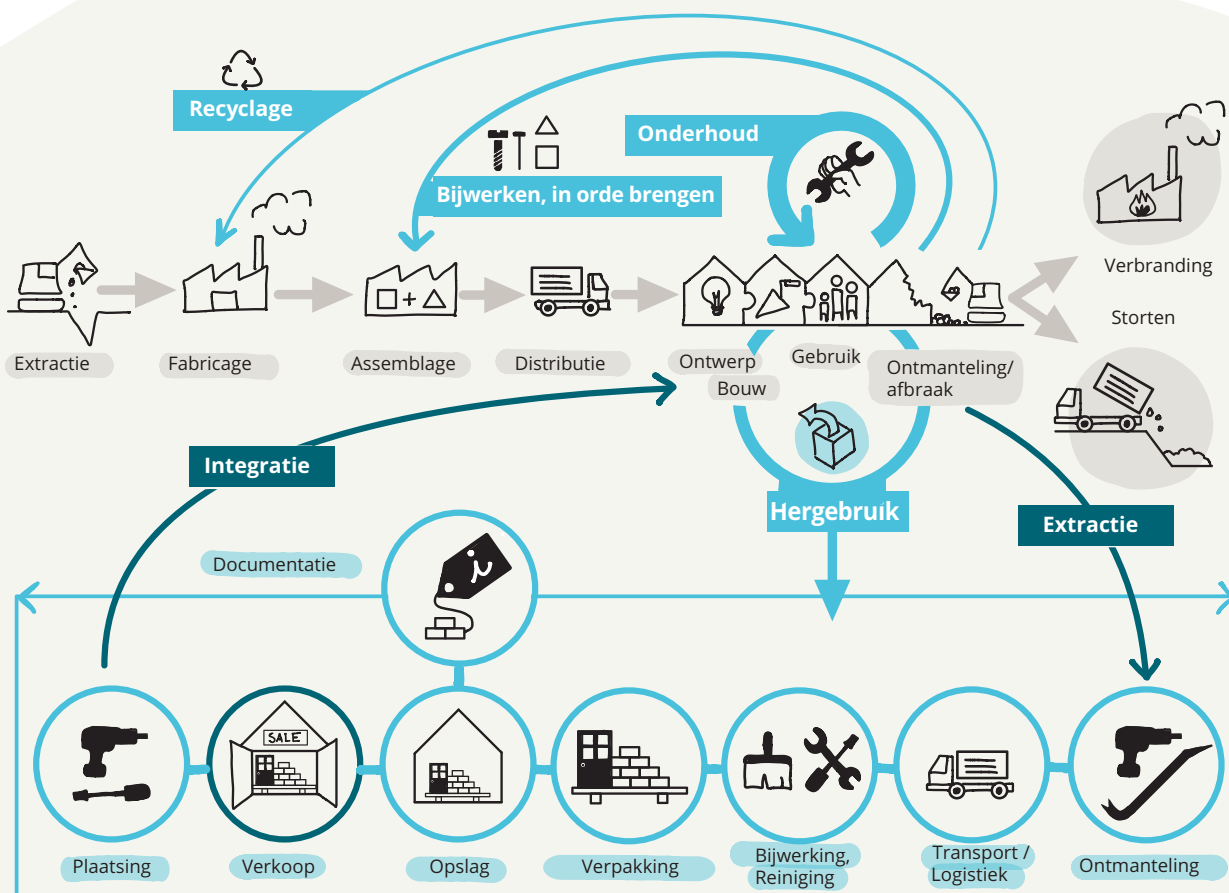 Recyclage
Onderhoud
Bijwerken, in orde brengen
Verbranding
Storten
Extractie
Fabricage
Assemblage
Distributie
Ontwerp
Bouw
Gebruik
Ontmanteling/
afbraak
Integratie
Hergebruik
Extractie
Documentatie
i
SALE
Plaatsing
Verkoop
Opslag
Verpakking
Bijwerking,
Reiniging
Transport /
Logistiek
Ontmanteling